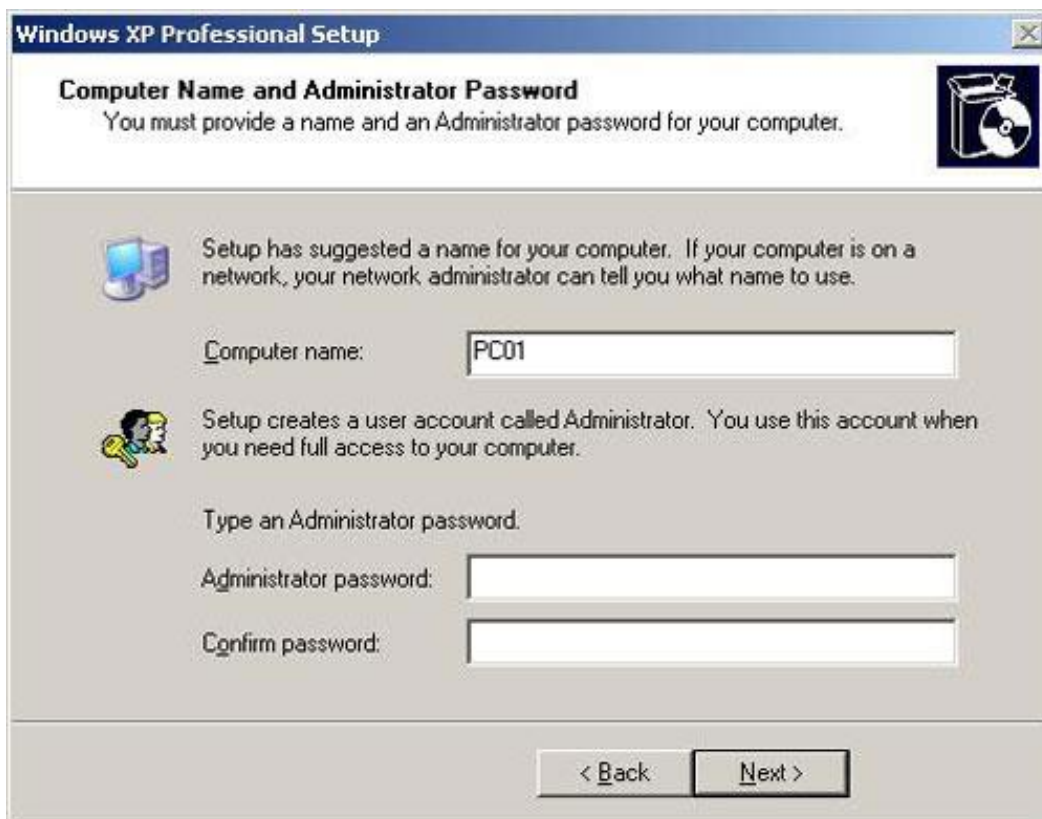 Windows XP Professional Setup
Computer Name and Administrator Password
You must provide a name and an Administrator password for your computer.
Setup has suggested a name for your computer.  If your computer is on a
network, your network administrator can tell you what name to use.
Computer name: PC01
Setup creates a user account called Administrator.  You use this account when
you need full access to your computer.
Type an Administrator password.
Administrator password:
Confirm password:
< Back Next >